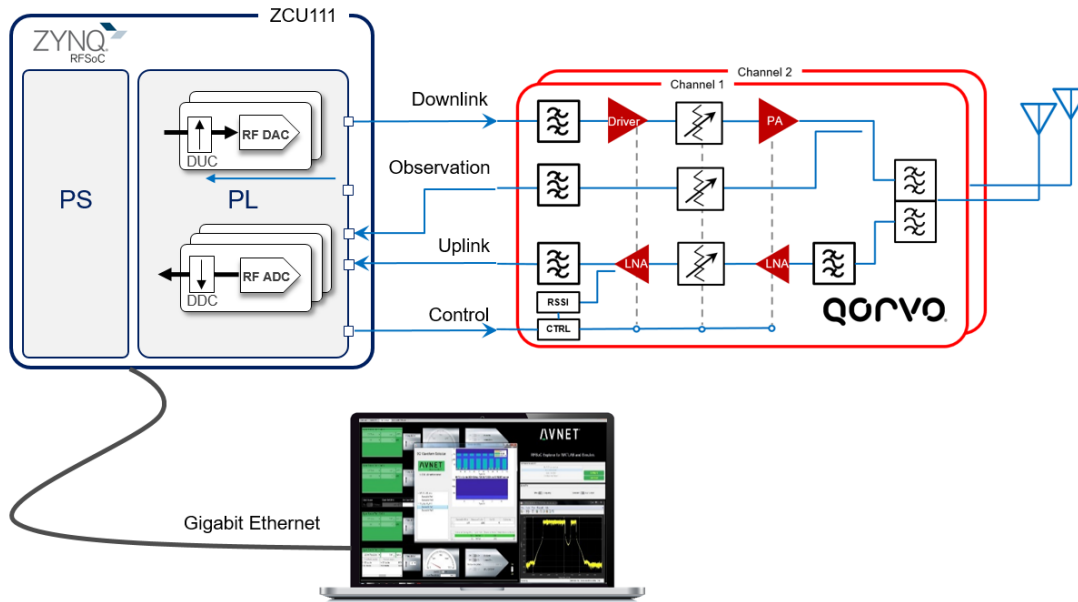 ZCU111
ZYNQ
RFSoC
PS
PL
RF DAC
DUC
RF ADC
DDC
Downlink
Observation
Uplink
Control
Channel 2
Channel 1
Driver
PA
LNA
LNA
RSSI
CTRL
QORVO
Gigabit Ethernet
AVNET
AVNET